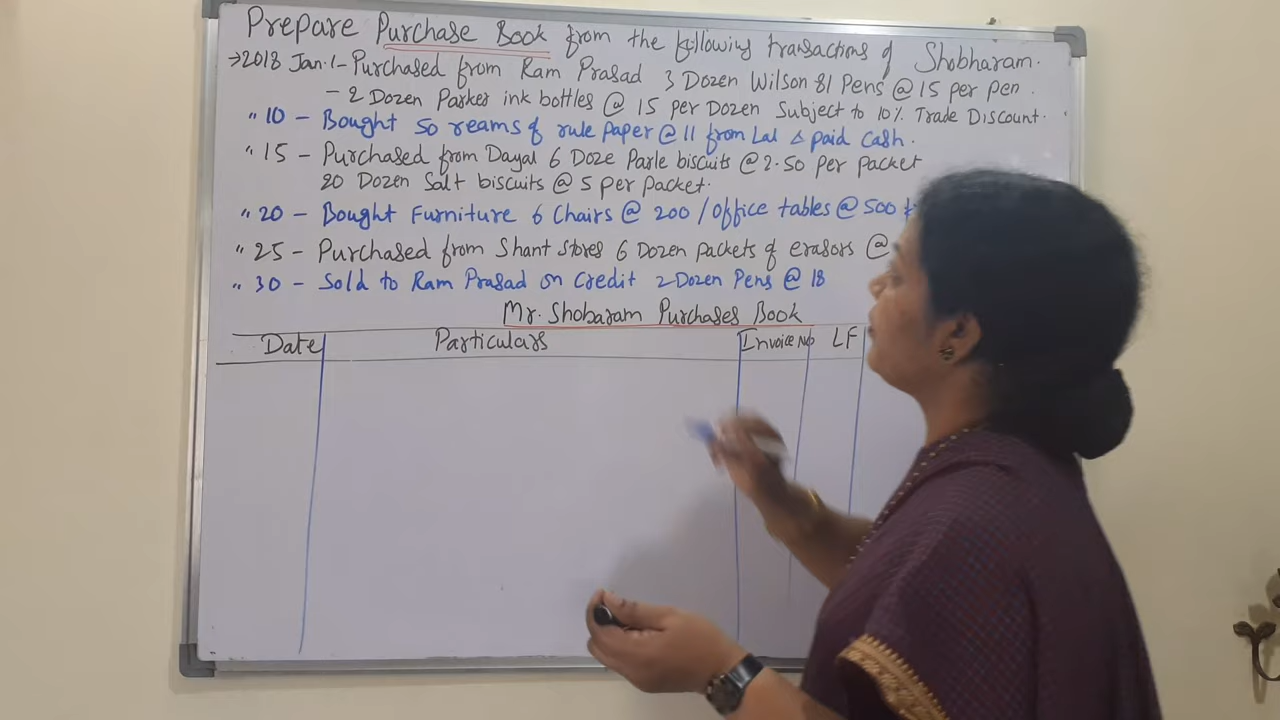 Prepare Purchase Book from the following transactions of Shobharam.
→2018 Jan.1 - Purchased from Ram Prasad 3 Dozen Wilson 81 Pens @ 15 per pen.
- 2 Dozen Parker ink bottles @ 15 per Dozen Subject to 10% Trade Discount.
" 10 - Bought 50 reams of rule paper @ 11 from Lal & paid cash.
" 15 - Purchased from Dayal 6 Doze Parle biscuits @ 2.50 per packet
20 Dozen Salt biscuits @ 5 per packet.
" 20 - Bought Furniture 6 Chairs @ 200 / Office tables @ 500
" 25 - Purchased from Shant Stores 6 Dozen packets of erasors @
" 30 - Sold to Ram Prasad on Credit 2 Dozen Pens @ 18
Mr. Shobaram Purchases Book
Date Particulars Invoice No LF